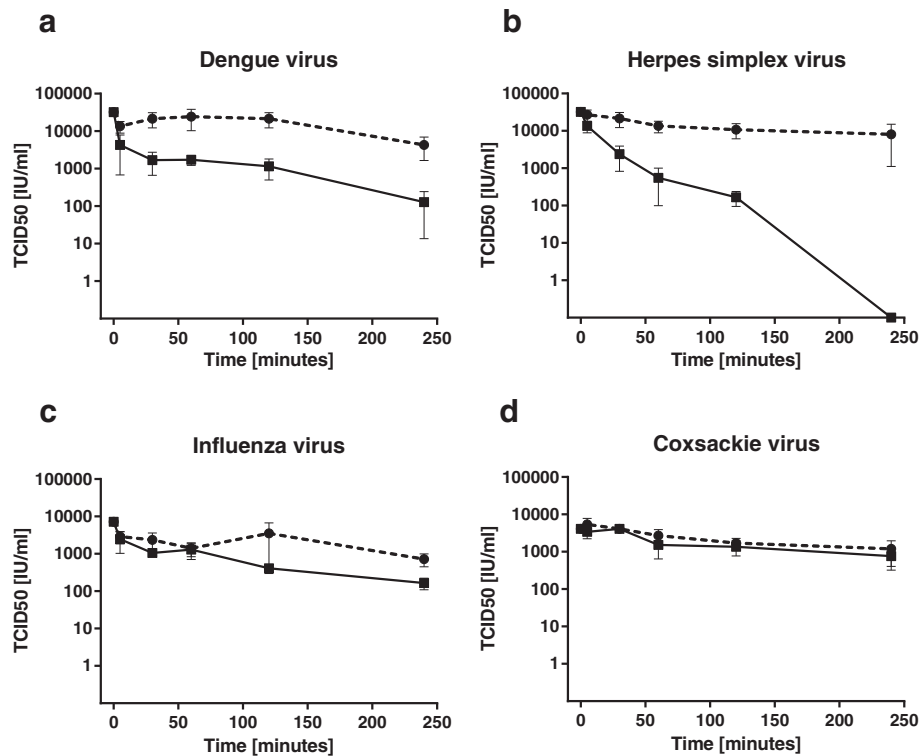 a
Dengue virus
TCID50 [IU/ml]
100000
10000
1000
100
10
1
0 50 100 150 200 250
Time [minutes]
b
Herpes simplex virus
TCID50 [IU/ml]
100000
10000
1000
100
10
1
0 50 100 150 200 250
Time [minutes]
c
Influenza virus
TCID50 [IU/ml]
100000
10000
1000
100
10
1
0 50 100 150 200 250
Time [minutes]
d
Coxsackie virus
TCID50 [IU/ml]
100000
10000
1000
100
10
1
0 50 100 150 200 250
Time [minutes]